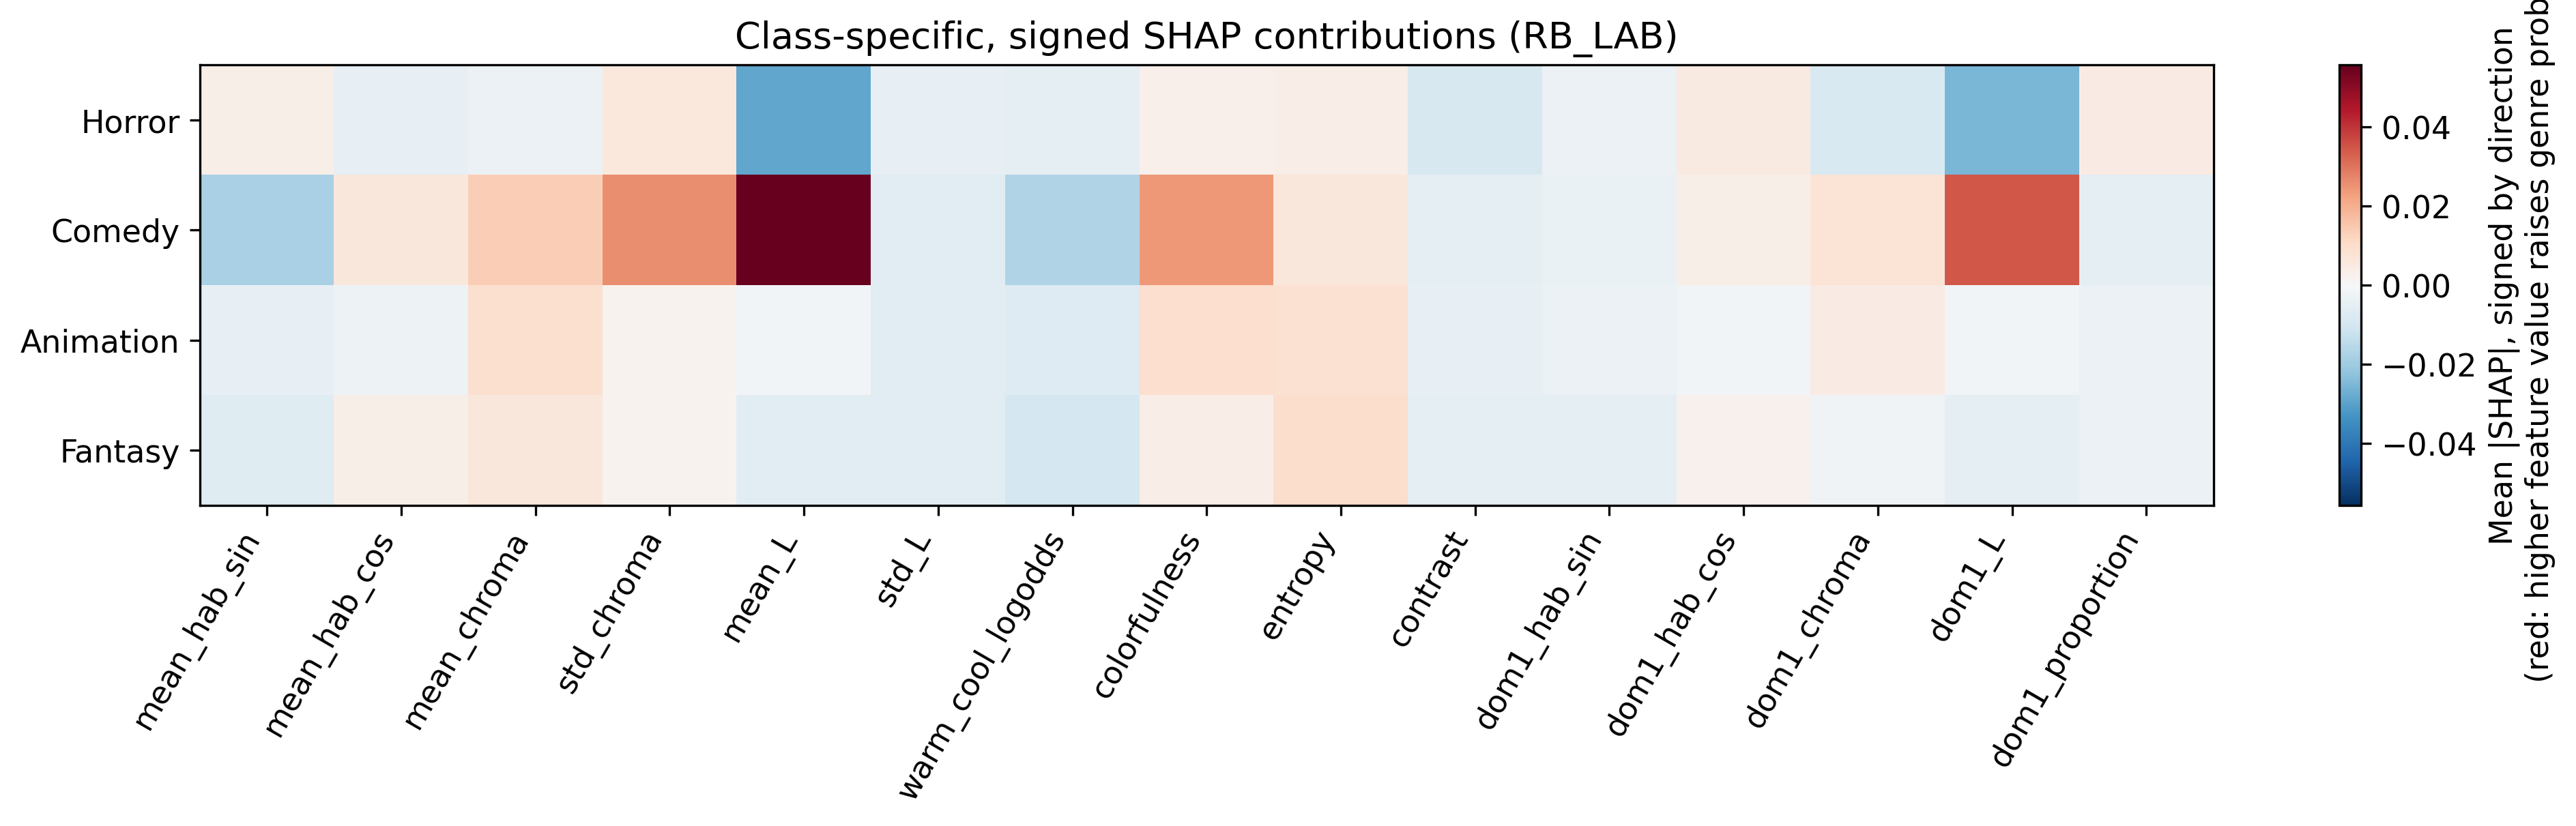 Class-specific, signed SHAP contributions (RB_LAB)
Horror
Comedy
Animation
Fantasy
mean_hab_sin
mean_hab_cos
mean_chroma
std_chroma
mean_L
std_L
warm_cool_logodds
colorfulness
entropy
contrast
dom1_hab_sin
dom1_hab_cos
dom1_chroma
dom1_L
dom1_proportion
0.04
0.02
0.00
−0.02
−0.04
Mean |SHAP|, signed by direction
(red: higher feature value raises genre prob